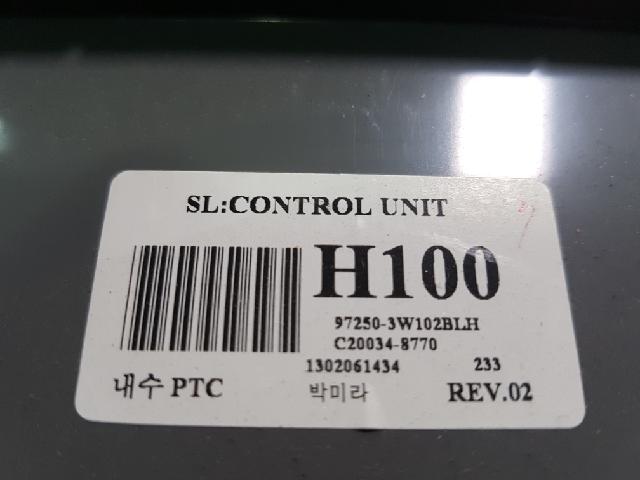 SL:CONTROL UNIT
H100
97250-3W102BLH
C20034-8770
1302061434 233
내수 PTC 박미라 REV.02